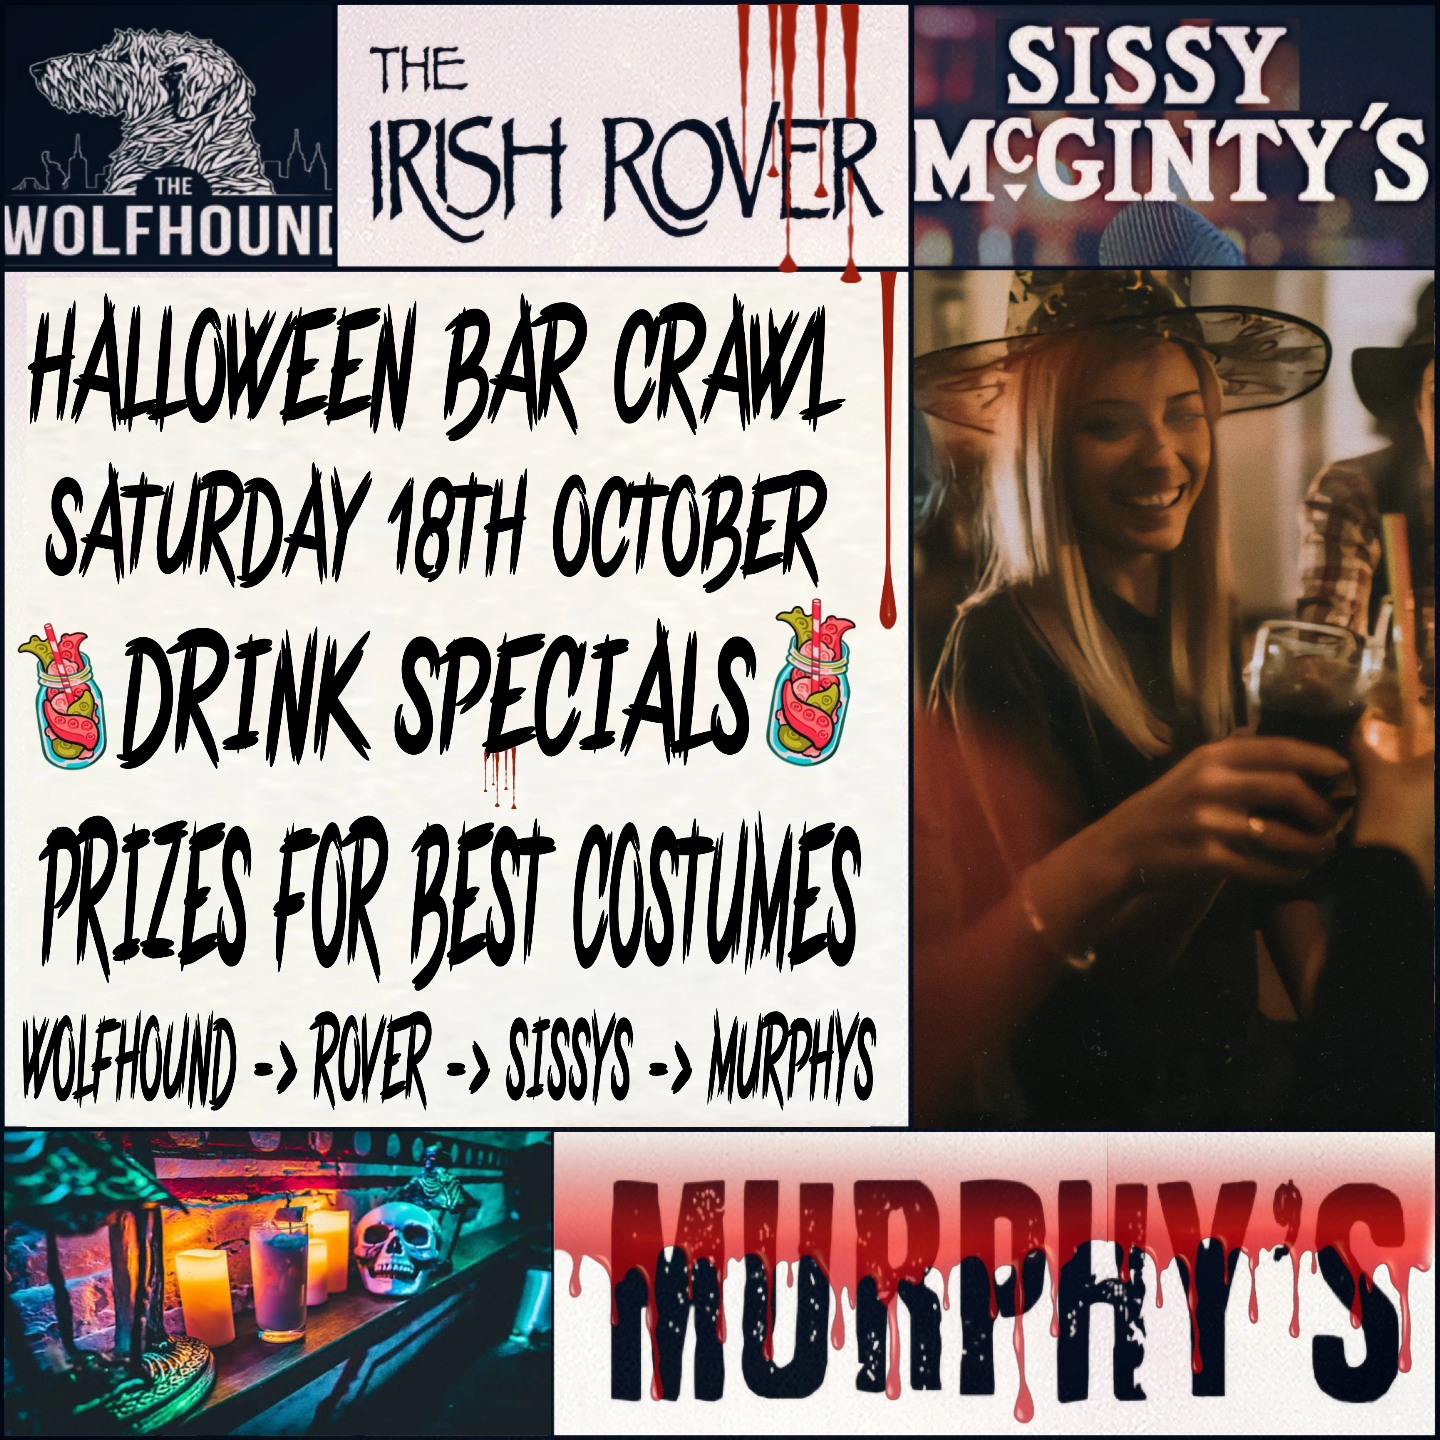 THE
WOLFHOUND
THE
IRISH ROVER
SISSY
McGINTY'S
HALLOWEEN BAR CRAWL
SATURDAY 18TH OCTOBER
DRINK SPECIALS
PRIZES FOR BEST COSTUMES
WOLFHOUND -> ROVER -> SISSYS -> MURPHYS
MURPHY'S